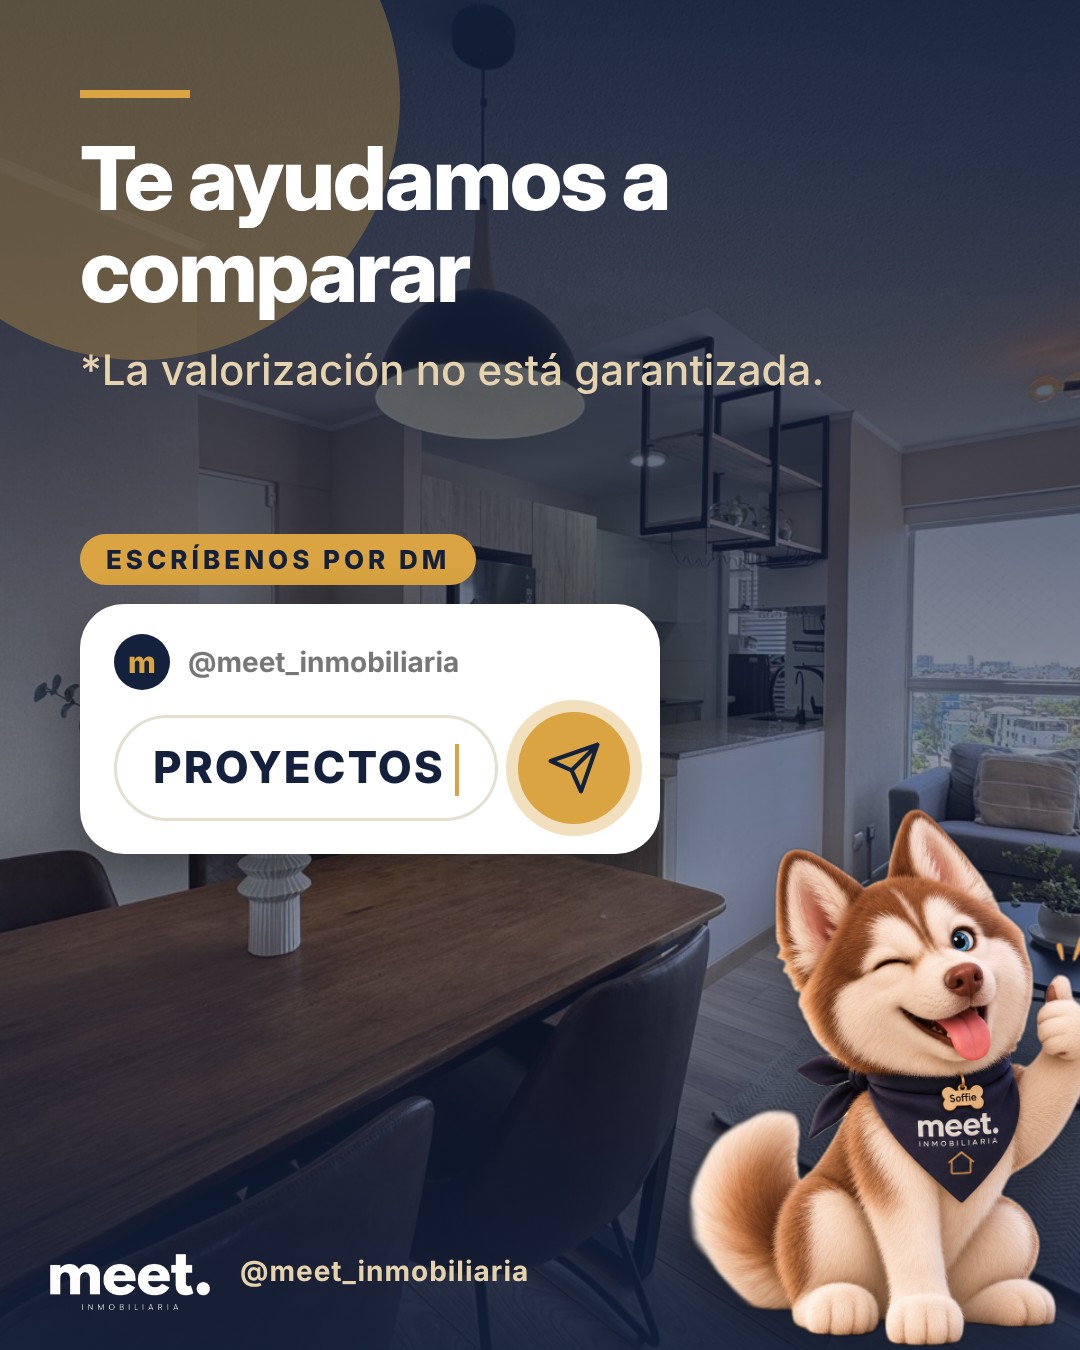 Te ayudamos a
comparar
*La valorización no está garantizada.
ESCRÍBENOS POR DM
m
@meet_inmobiliaria
PROYECTOS
Soffie
meet.
INMOBILIARIA
meet.
INMOBILIARIA
@meet_inmobiliaria